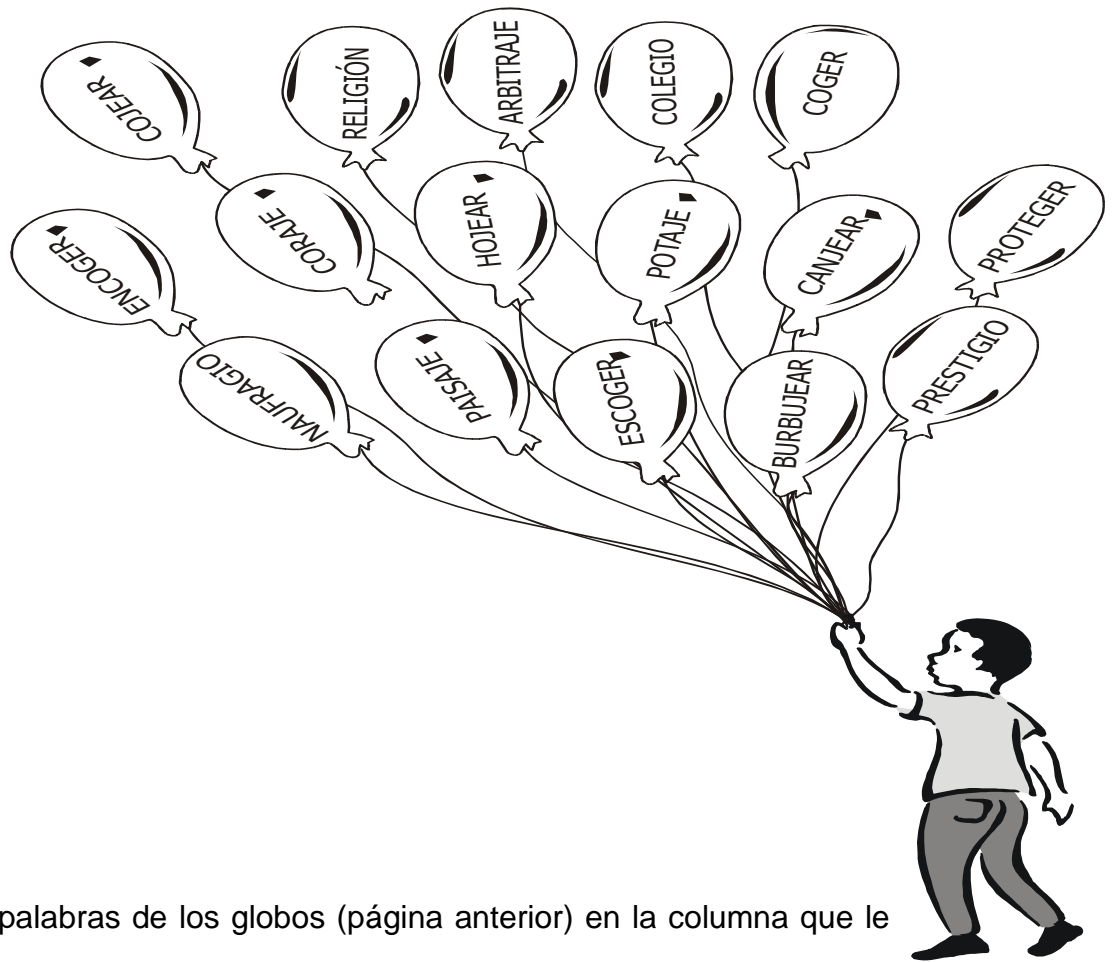 COJEAR
RELIGIÓN
ARBITRAJE
COLEGIO
COGER
ENCOGER
CORAJE
HOJEAR
POTAJE
CANJEAR
PROTEGER
NAUFRAGIO
PAISAJE
ESCOGER
BURBUJEAR
PRESTIGIO
palabras de los globos (página anterior) en la columna que le